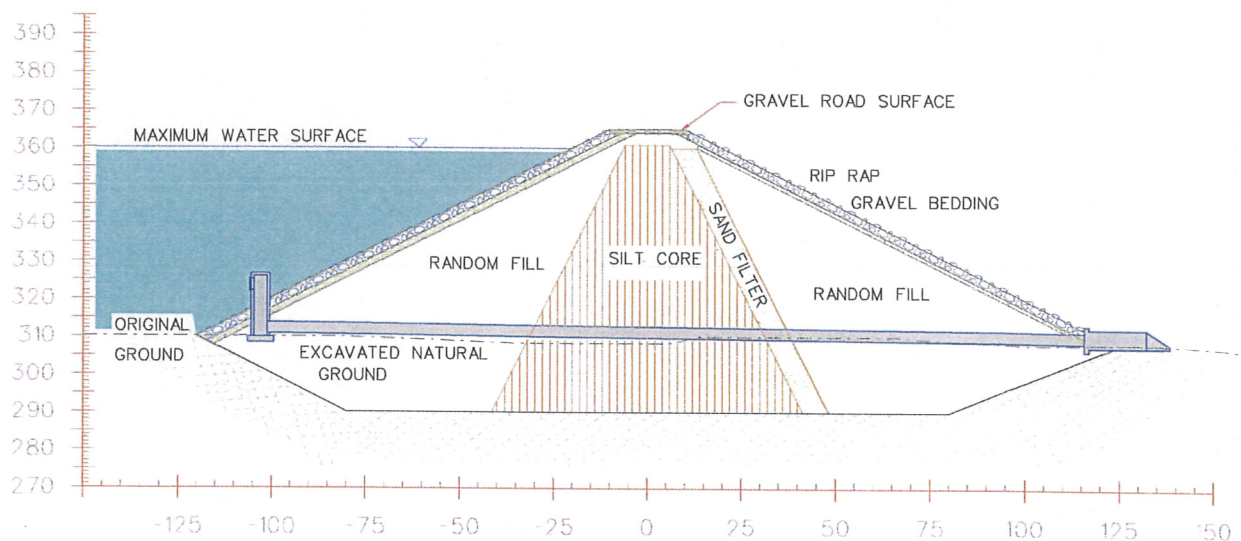 390
380
370
360
350
340
330
320
310
300
290
280
270
GRAVEL ROAD SURFACE
MAXIMUM WATER SURFACE
RIP RAP
GRAVEL BEDDING
SAND FILTER
RANDOM FILL
SILT CORE
RANDOM FILL
ORIGINAL
GROUND
EXCAVATED NATURAL
GROUND
-125 -100 -75 -50 -25 0 25 50 75 100 125 150